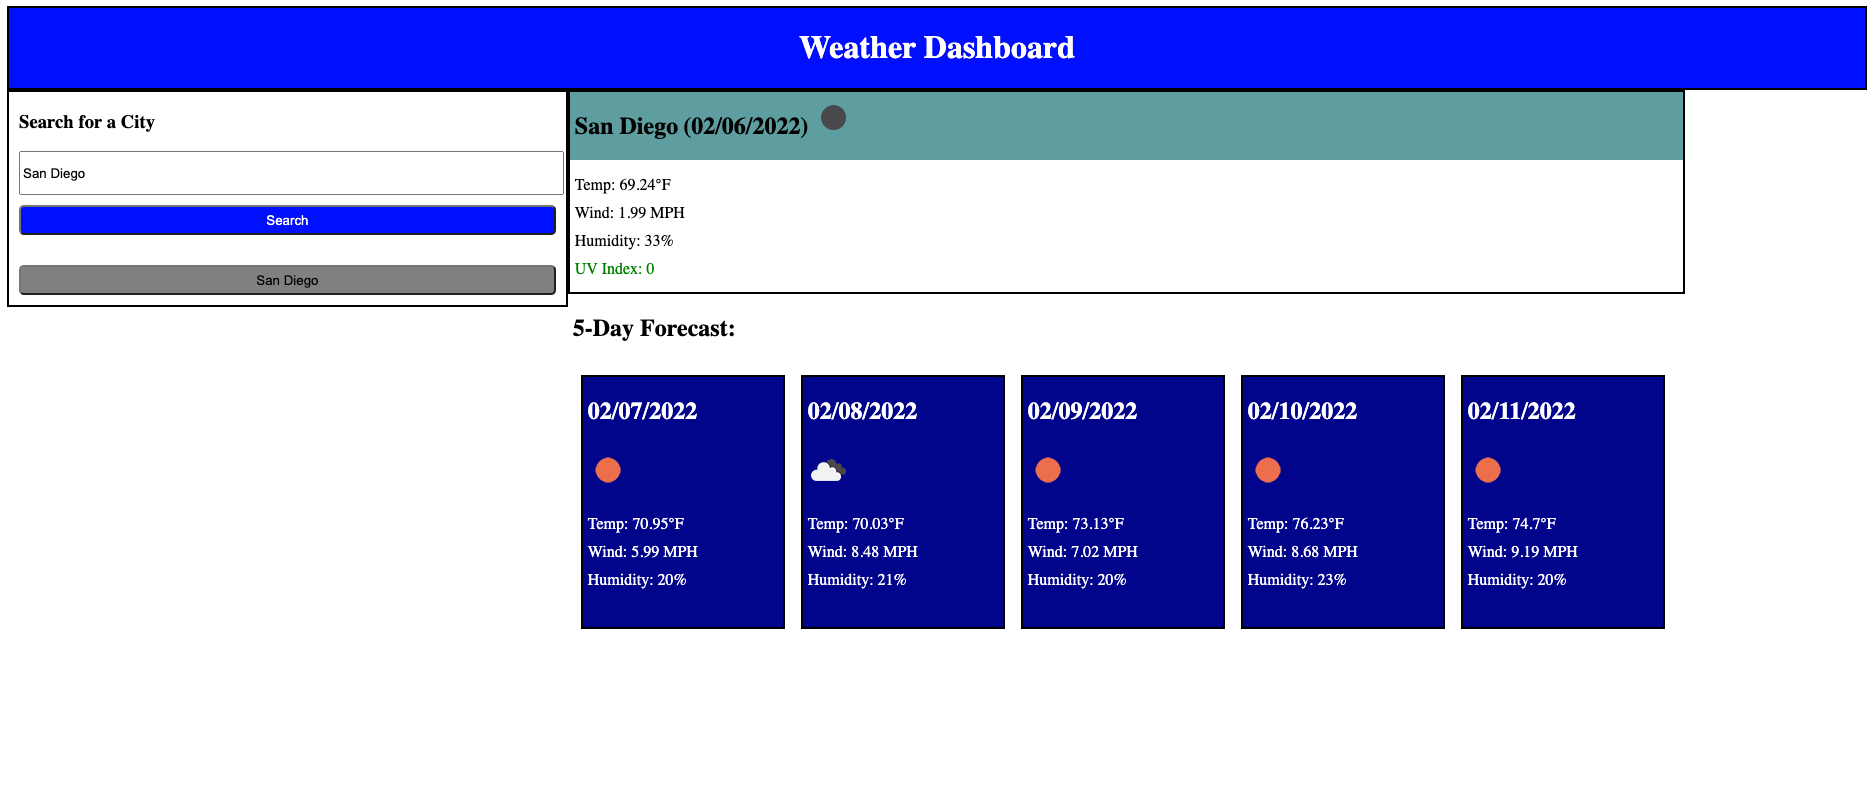 Weather Dashboard
Search for a City
San Diego
Search
San Diego
San Diego (02/06/2022)
Temp: 69.24°F
Wind: 1.99 MPH
Humidity: 33%
UV Index: 0
5-Day Forecast:
02/07/2022
Temp: 70.95°F
Wind: 5.99 MPH
Humidity: 20%
02/08/2022
Temp: 70.03°F
Wind: 8.48 MPH
Humidity: 21%
02/09/2022
Temp: 73.13°F
Wind: 7.02 MPH
Humidity: 20%
02/10/2022
Temp: 76.23°F
Wind: 8.68 MPH
Humidity: 23%
02/11/2022
Temp: 74.7°F
Wind: 9.19 MPH
Humidity: 20%